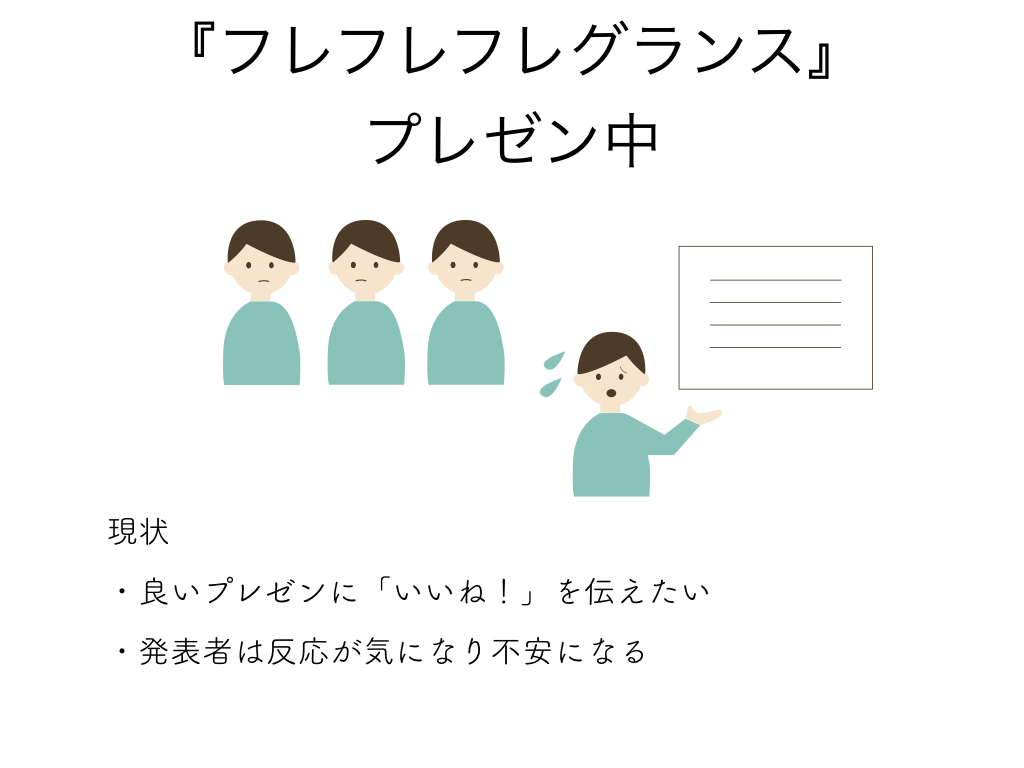 『フレフレフレグランス』
プレゼン中
現状
・良いプレゼンに「いいね！」を伝えたい
・発表者は反応が気になり不安になる